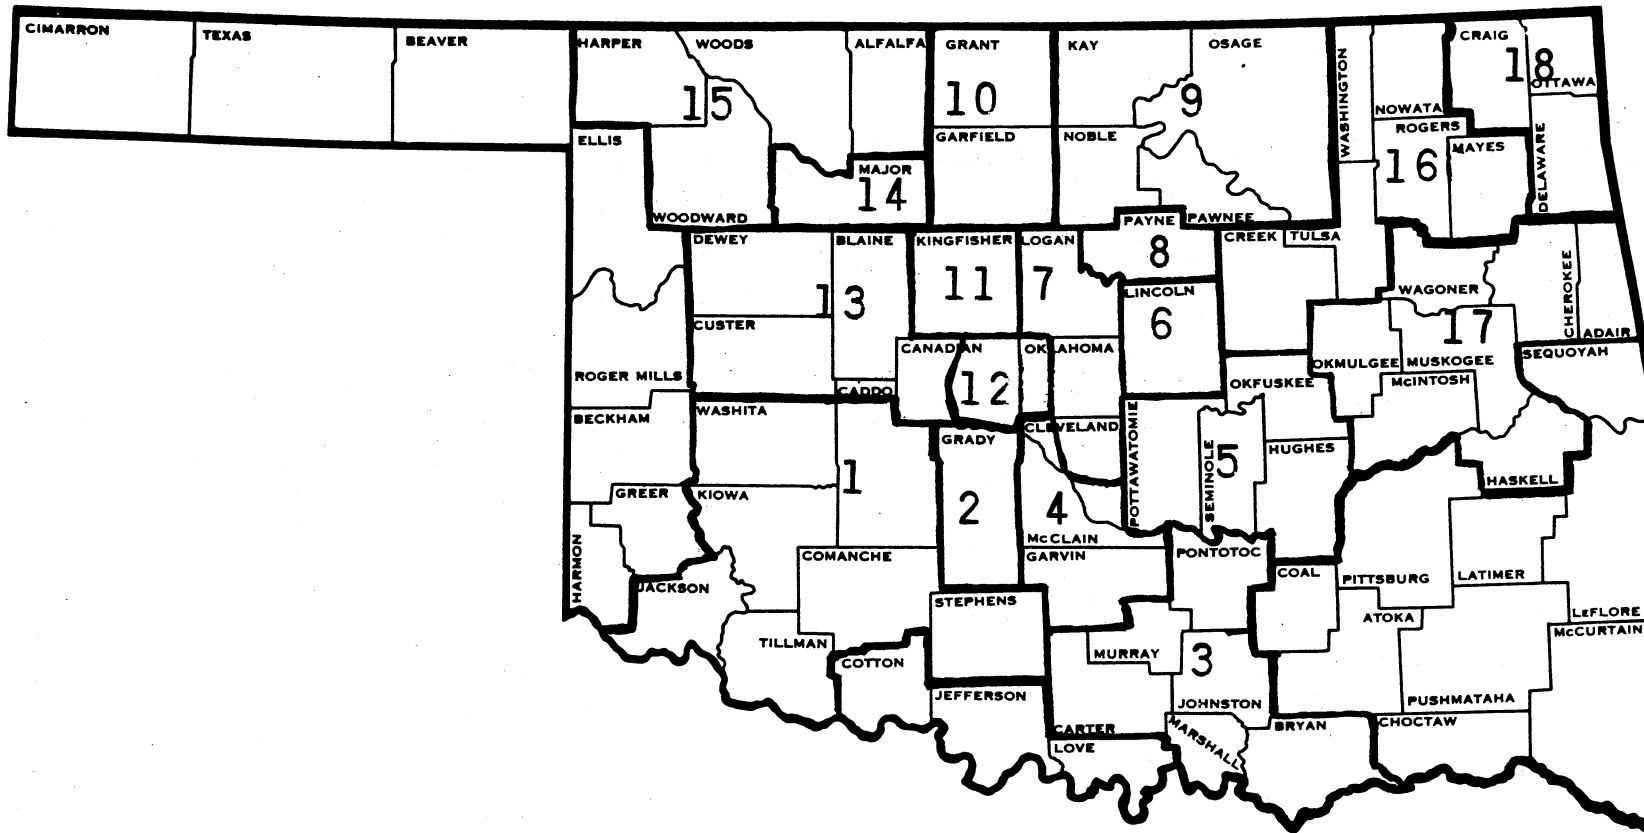 CIMARRON
TEXAS
BEAVER
HARPER
WOODS
ALFALFA
GRANT
KAY
OSAGE
WASHINGTON
NOWATA
CRAIG
OTTAWA
18
15
10
9
ELLIS
GARFIELD
NOBLE
ROGERS
MAYES
DELAWARE
16
MAJOR
14
WOODWARD
PAYNE
PAWNEE
DEWEY
BLAINE
KINGFISHER
LOGAN
8
CREEK
TULSA
CHEROKEE
13
11
7
LINCOLN
6
WAGONER
17
ADAIR
CUSTER
CANADIAN
OKLAHOMA
12
OKMULGEE
MUSKOGEE
SEQUOYAH
ROGER MILLS
CADDO
OKFUSKEE
McINTOSH
BECKHAM
WASHITA
CLEVELAND
POTTAWATOMIE
SEMINOLE
5
HUGHES
GRADY
1
GREER
KIOWA
2
4
HASKELL
McCLAIN
HARMON
COMANCHE
GARVIN
PONTOTOC
COAL
PITTSBURG
LATIMER
JACKSON
STEPHENS
ATOKA
LeFLORE
McCURTAIN
TILLMAN
COTTON
MURRAY
3
JEFFERSON
JOHNSTON
PUSHMATAHA
CARTER
MARSHALL
BRYAN
CHOCTAW
LOVE